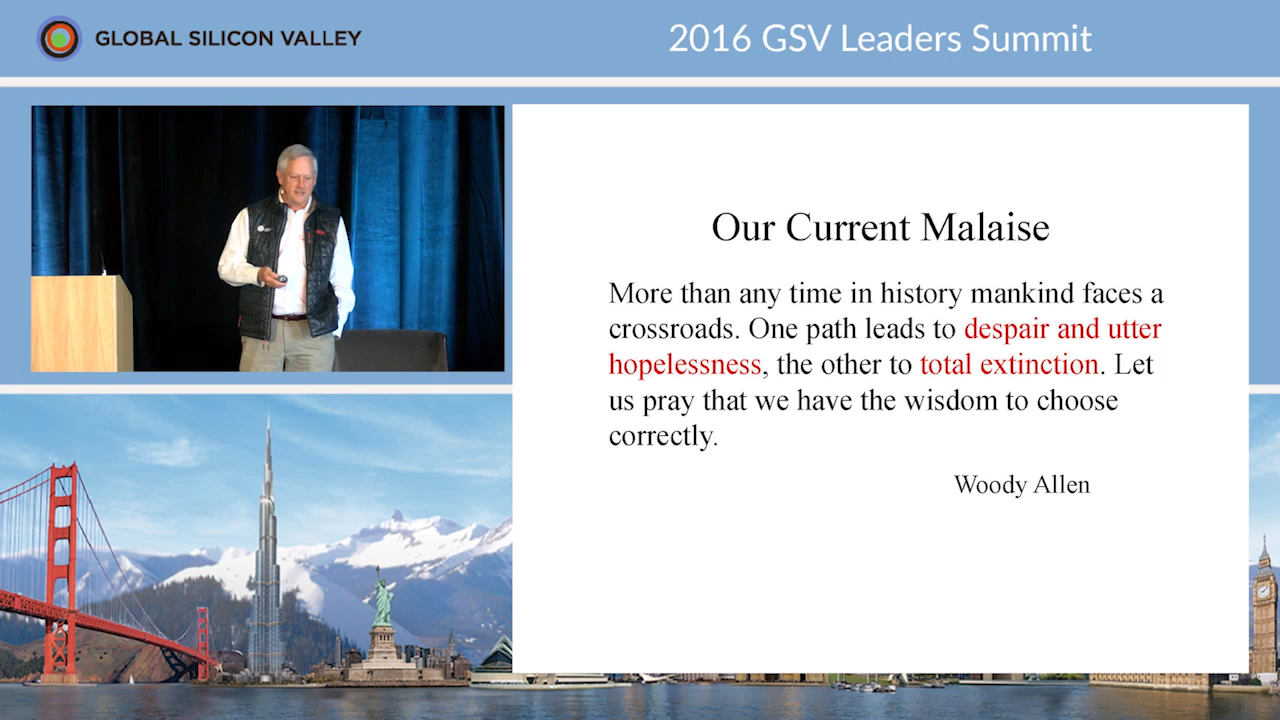 GLOBAL SILICON VALLEY
2016 GSV Leaders Summit
Our Current Malaise
More than any time in history mankind faces a
crossroads. One path leads to despair and utter
hopelessness, the other to total extinction. Let
us pray that we have the wisdom to choose
correctly.
Woody Allen